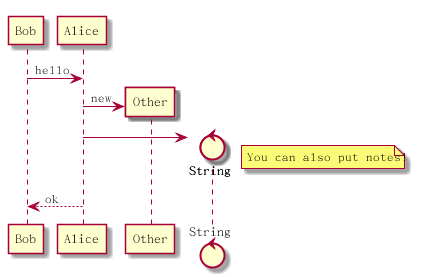 Bob Alice
hello
new
Other
String
You can also put notes
ok
String
Bob Alice Other